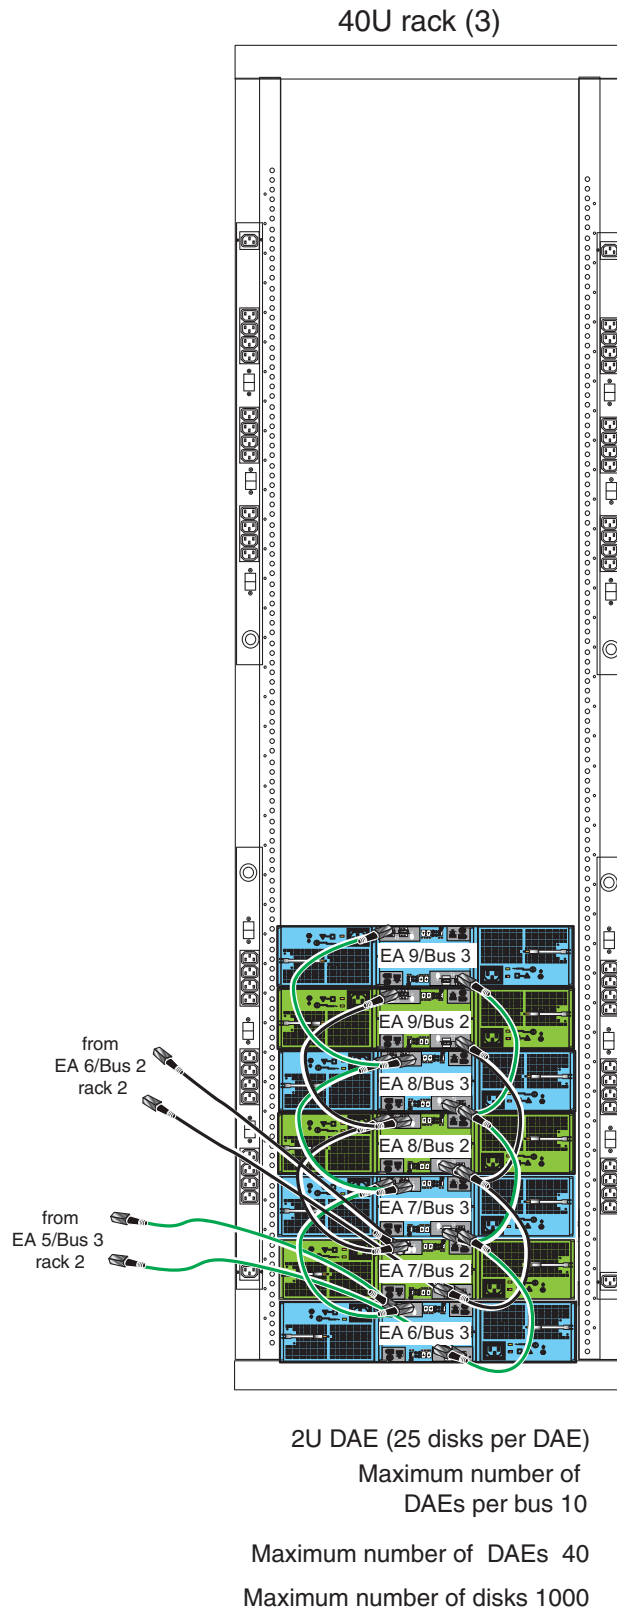 40U rack (3)
EA 9/Bus 3
EA 9/Bus 2
from
EA 6/Bus 2
rack 2
EA 8/Bus 3
EA 8/Bus 2
EA 7/Bus 3
from
EA 5/Bus 3
rack 2
EA 7/Bus 2
EA 6/Bus 3
2U DAE (25 disks per DAE)
Maximum number of
DAEs per bus 10
Maximum number of DAEs 40
Maximum number of disks 1000